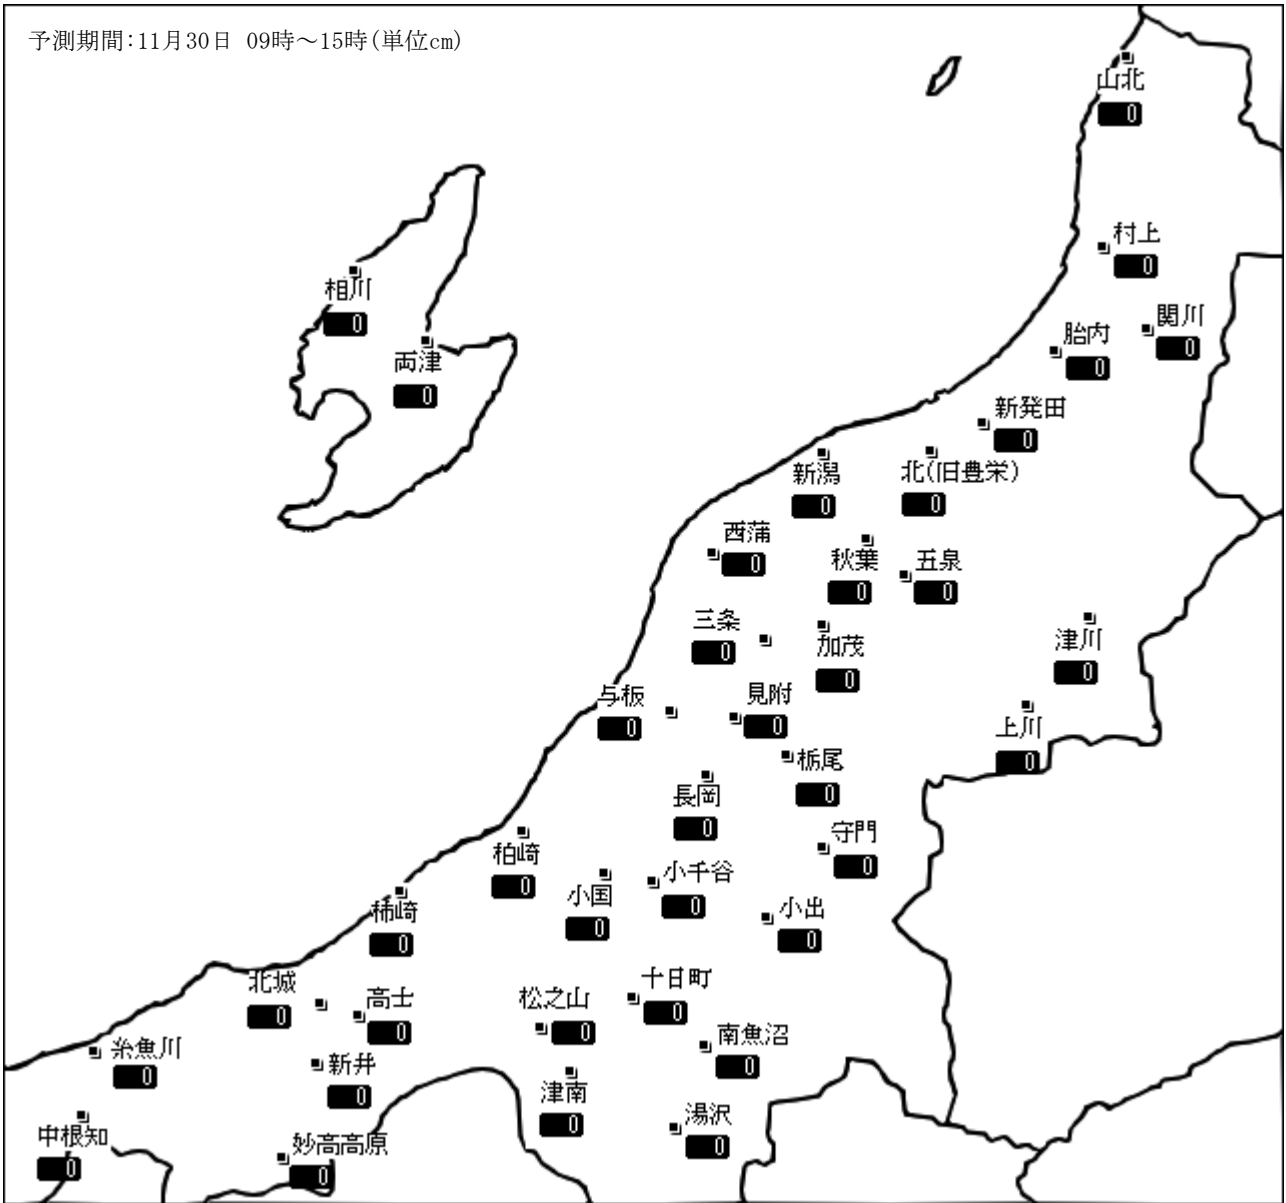 予測期間:11月30日 09時～15時(単位cm)
山北
0
村上
0
相川
0
関川
0
胎内
0
両津
0
新発田
0
新潟
0
北(旧豊栄)
0
西蒲
0
秋葉
0
五泉
0
三条
0
加茂
0
津川
0
与板
0
見附
0
上川
0
栃尾
0
長岡
0
守門
0
柏崎
0
小千谷
0
小国
0
柿崎
0
小出
0
北城
0
高士
0
松之山
0
十日町
0
南魚沼
0
糸魚川
0
新井
0
津南
0
湯沢
0
中根知
0
妙高高原
0